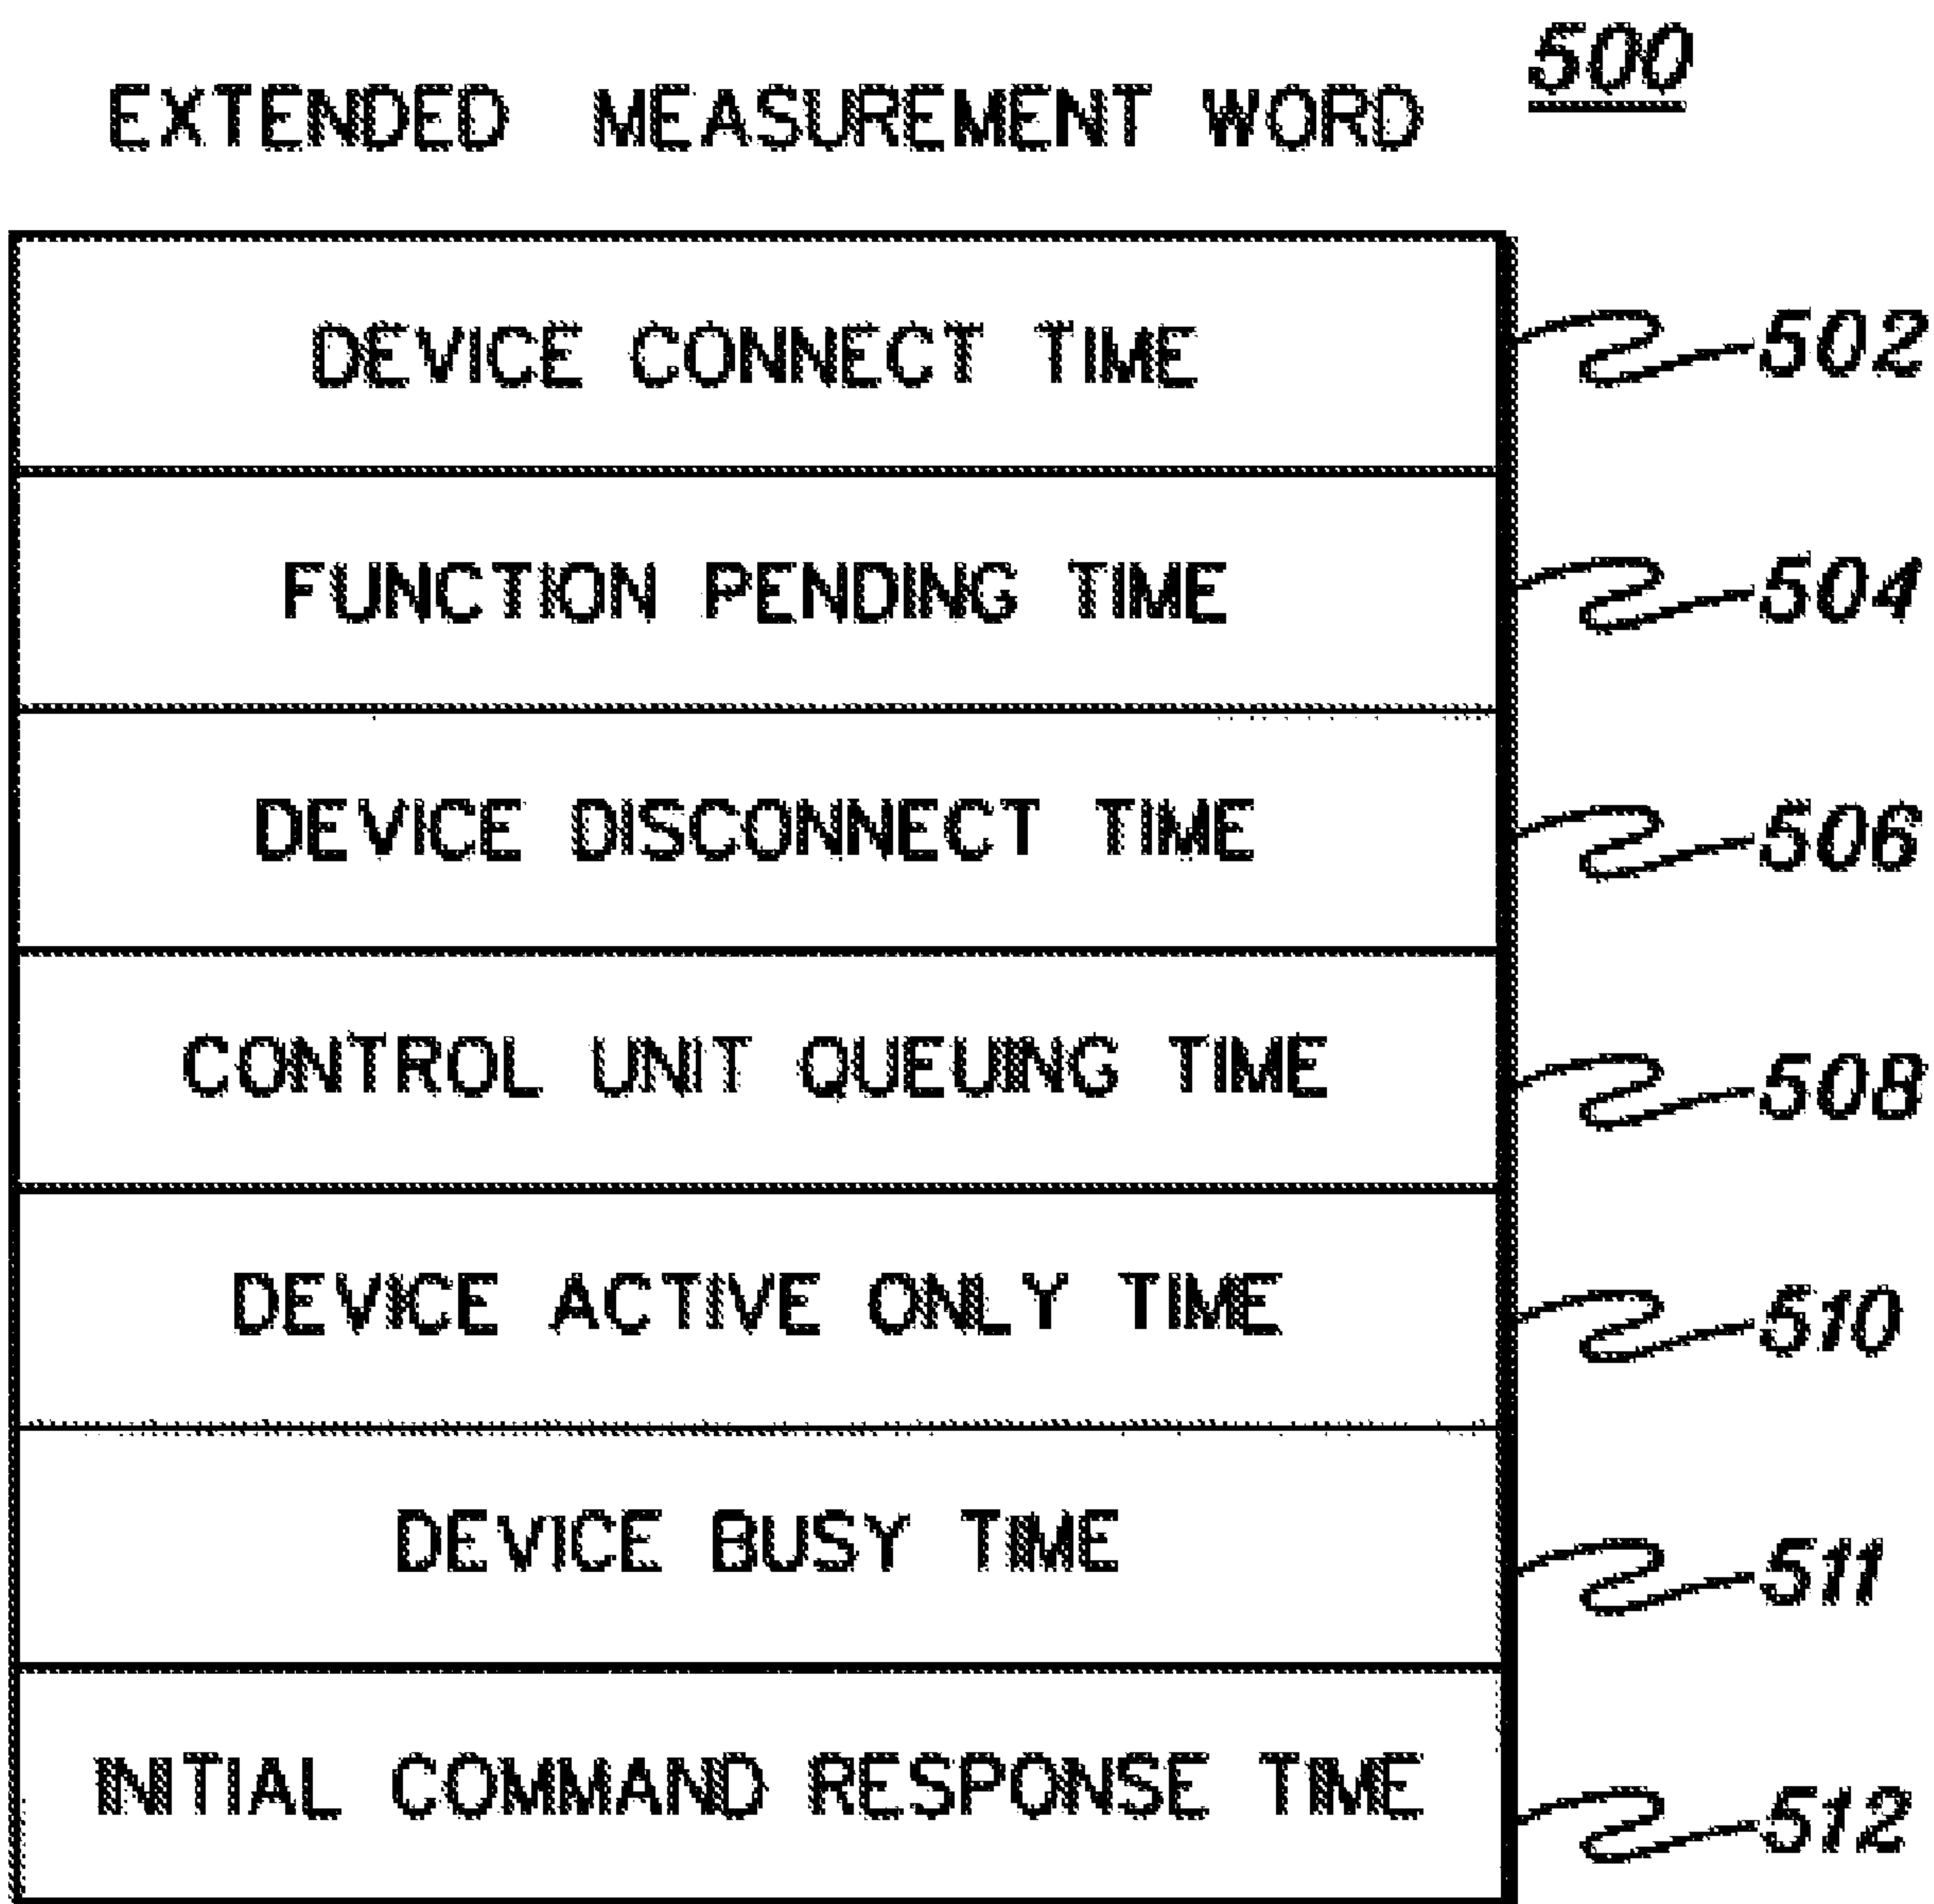 EXTENDED MEASUREMENT WORD 500
DEVICE CONNECT TIME 502
FUNCTION PENDING TIME 504
DEVICE DISCONNECT TIME 506
CONTROL UNIT QUEUING TIME 508
DEVICE ACTIVE ONLY TIME 510
DEVICE BUSY TIME 511
INITIAL COMMAND RESPONSE TIME 512